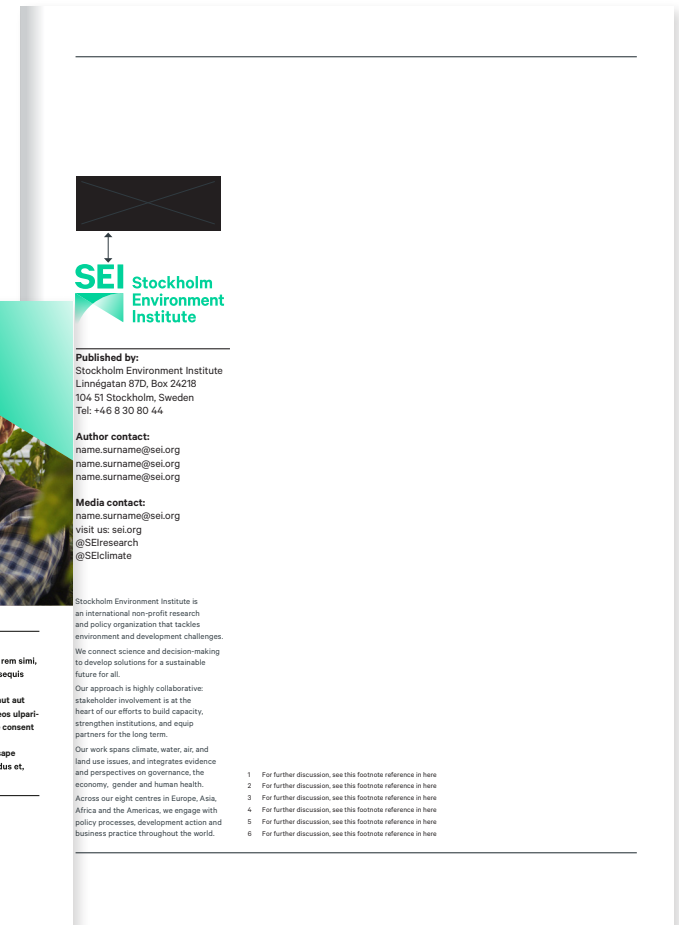 SEI Stockholm
Environment
Institute
Published by:
Stockholm Environment Institute
Linnégatan 87D, Box 24218
104 51 Stockholm, Sweden
Tel: +46 8 30 80 44
Author contact:
name.surname@sei.org
name.surname@sei.org
name.surname@sei.org
Media contact:
name.surname@sei.org
visit us: sei.org
@SEIresearch
@SEIclimate
Stockholm Environment Institute is
an international non-profit research
and policy organization that tackles
environment and development challenges.
We connect science and decision-making
to develop solutions for a sustainable
future for all.
Our approach is highly collaborative:
stakeholder involvement is at the
heart of our efforts to build capacity,
strengthen institutions, and equip
partners for the long term.
Our work spans climate, water, air, and
land use issues, and integrates evidence
and perspectives on governance, the
economy, gender and human health.
Across our eight centres in Europe, Asia,
Africa and the Americas, we engage with
policy processes, development action and
business practice throughout the world.
1 For further discussion, see this footnote reference in here
2 For further discussion, see this footnote reference in here
3 For further discussion, see this footnote reference in here
4 For further discussion, see this footnote reference in here
5 For further discussion, see this footnote reference in here
6 For further discussion, see this footnote reference in here
rem simi,
sequis
aut aut
eos ulpari-
consent
sape
dus et,